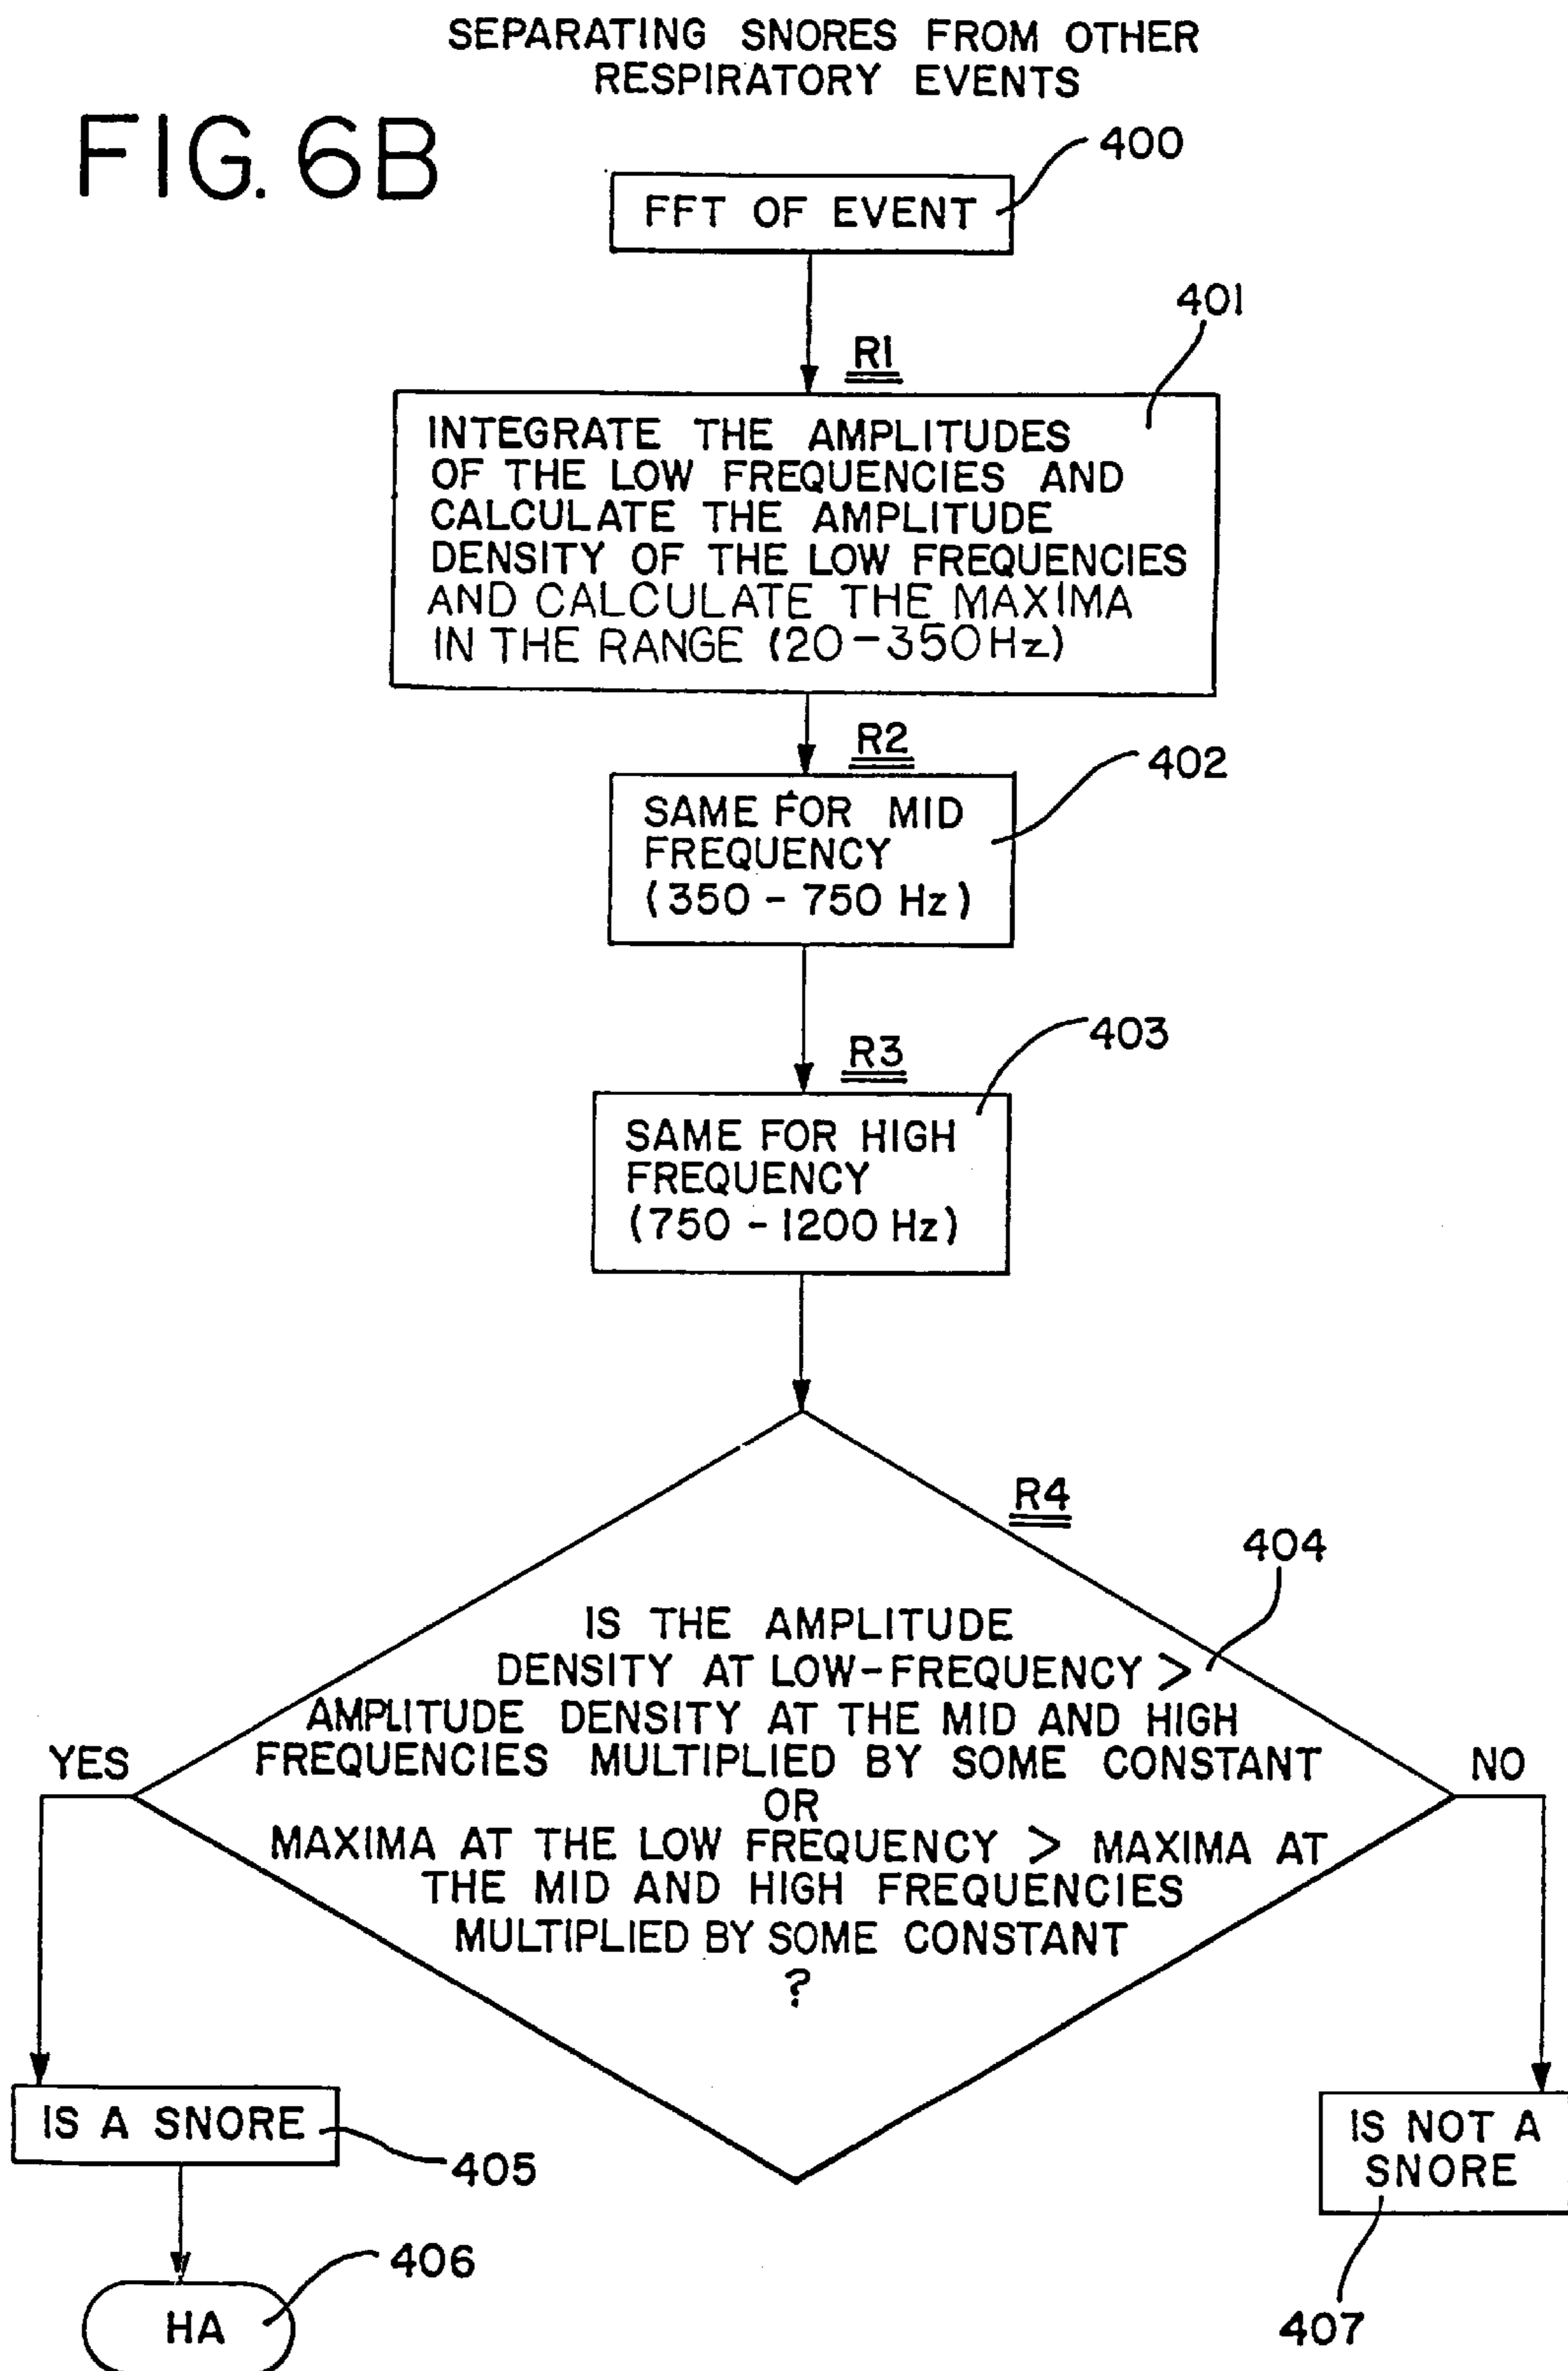 SEPARATING SNORES FROM OTHER
RESPIRATORY EVENTS
FIG. 6B
400
FFT OF EVENT
401
R1
INTEGRATE THE AMPLITUDES
OF THE LOW FREQUENCIES AND
CALCULATE THE AMPLITUDE
DENSITY OF THE LOW FREQUENCIES
AND CALCULATE THE MAXIMA
IN THE RANGE (20-350Hz)
R2
402
SAME FOR MID
FREQUENCY
(350 - 750 Hz)
R3
403
SAME FOR HIGH
FREQUENCY
(750 - 1200 Hz)
R4
404
IS THE AMPLITUDE
DENSITY AT LOW-FREQUENCY >
AMPLITUDE DENSITY AT THE MID AND HIGH
FREQUENCIES MULTIPLIED BY SOME CONSTANT
OR
MAXIMA AT THE LOW FREQUENCY > MAXIMA AT
THE MID AND HIGH FREQUENCIES
MULTIPLIED BY SOME CONSTANT
?
YES
NO
IS A SNORE
405
HA
406
IS NOT A
SNORE
407